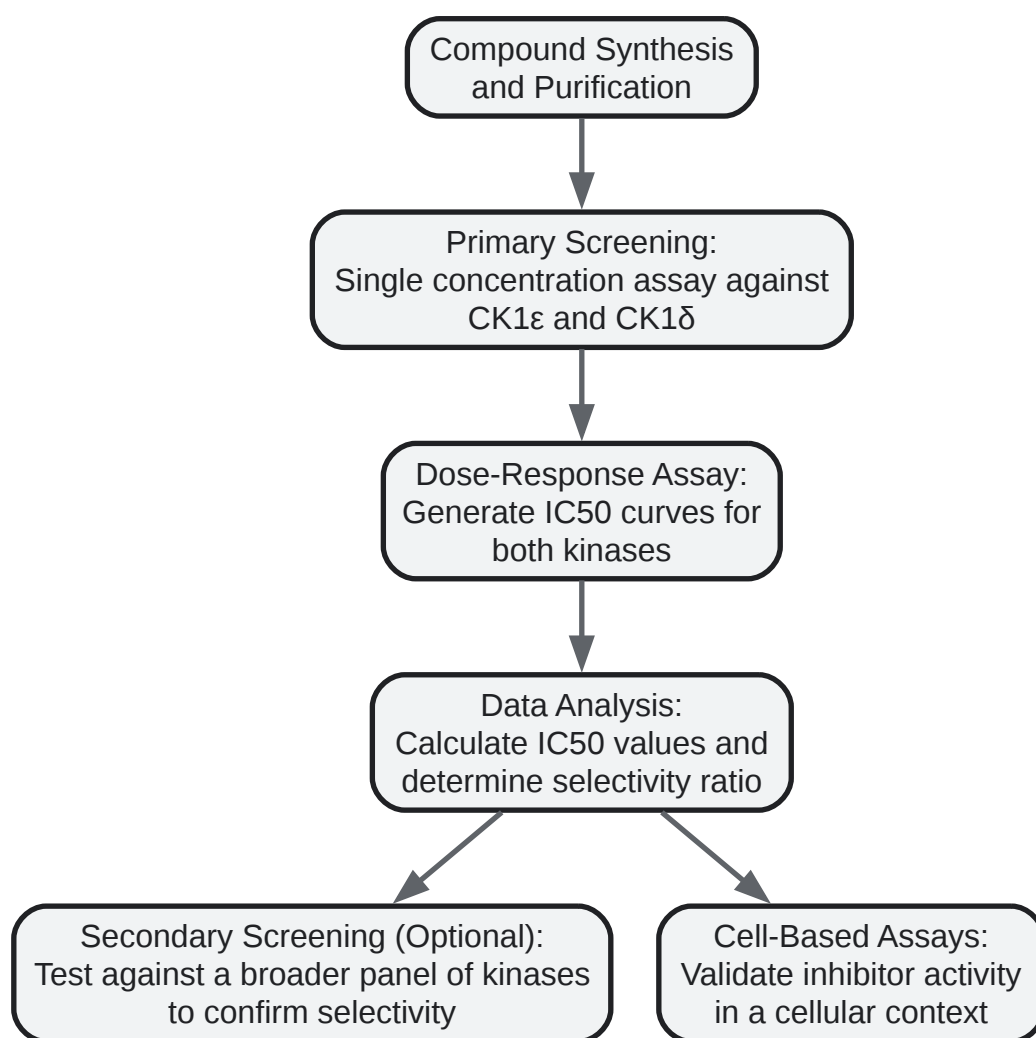 Compound Synthesis
and Purification
Primary Screening:
Single concentration assay against
CK1ε and CK1δ
Dose-Response Assay:
Generate IC50 curves for
both kinases
Data Analysis:
Calculate IC50 values and
determine selectivity ratio
Secondary Screening (Optional):
Test against a broader panel of kinases
to confirm selectivity
Cell-Based Assays:
Validate inhibitor activity
in a cellular context